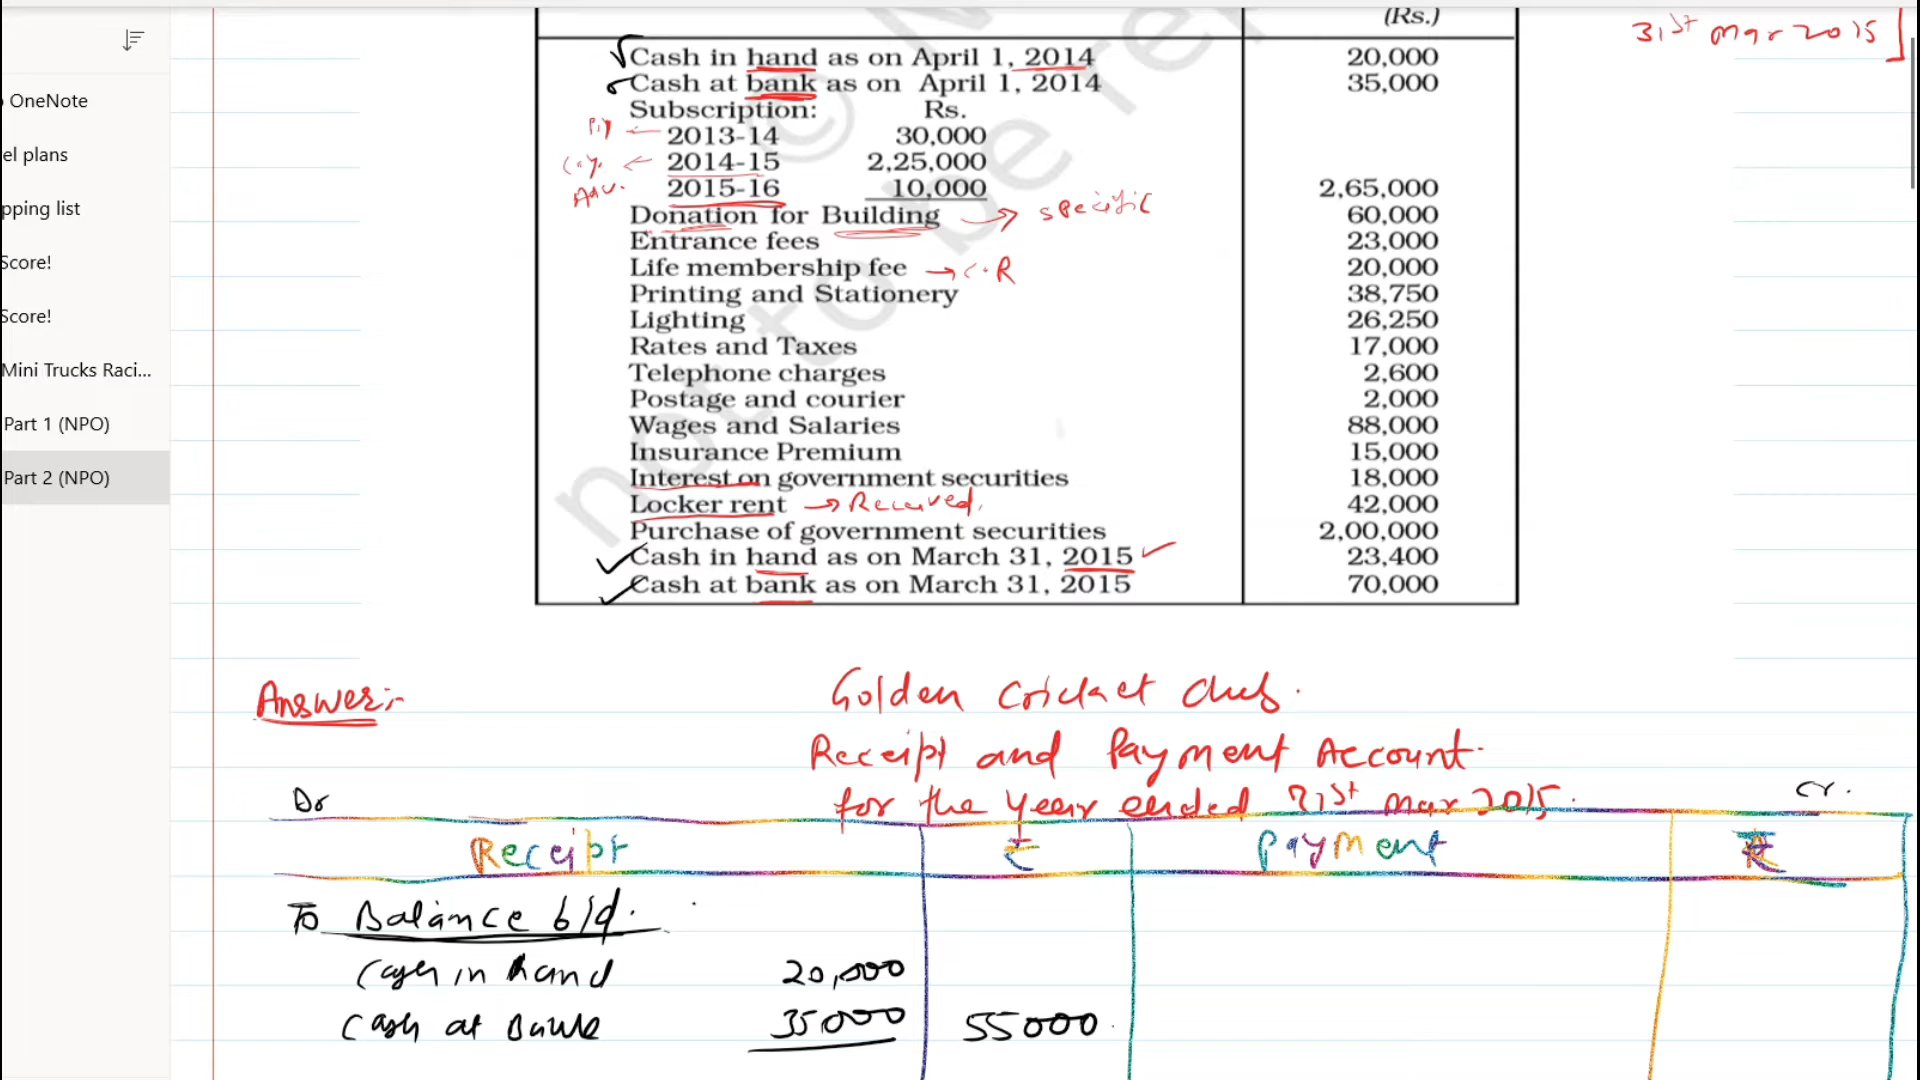 (Rs.)
31st mar 2015]
Cash in hand as on April 1, 2014 20,000
Cash at bank as on April 1, 2014 35,000
OneNote
Subscription: Rs.
P.y 2013-14 30,000
el plans
C.y. 2014-15 2,25,000
Adv. 2015-16 10,000 2,65,000
pping list
Donation for Building → specific 60,000
Entrance fees 23,000
Score!
Life membership fee → C.R 20,000
Printing and Stationery 38,750
Score!
Lighting 26,250
Rates and Taxes 17,000
Mini Trucks Raci...
Telephone charges 2,600
Postage and courier 2,000
Part 1 (NPO)
Wages and Salaries 88,000
Insurance Premium 15,000
Part 2 (NPO)
Interest on government securities 18,000
Locker rent → Received. 42,000
Purchase of government securities 2,00,000
Cash in hand as on March 31, 2015 23,400
Cash at bank as on March 31, 2015 70,000
not to be re
Answer:-
Golden Cricket Club.
Receipt and Payment Account.
for the year ended 31st mar 2015.
Dr Cr.
Receipt ₹ Payment ₹
To Balance b/d.
Cash in hand 20,000
Cash at Bank 35000 55000